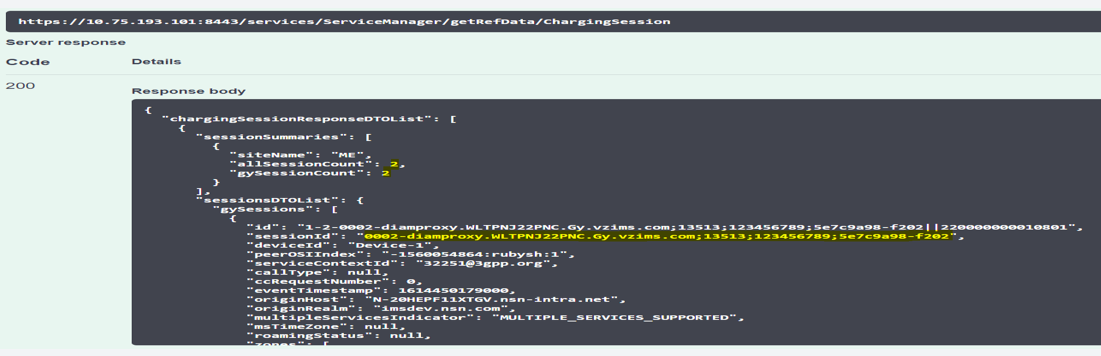 https://10.75.193.101:8443/services/ServiceManager/getRefData/ChargingSession
Server response
Code Details
200
Response body
{
"chargingSessionResponseDTOList": [
{
"sessionSummaries": [
{
"siteName": "ME",
"allSessionCount": 2,
"gySessionCount": 2
}
],
"sessionsDTOList": {
"gySessions": [
{
"id": "1-2-0002-diamproxy.WLTPNJ22PNC.Gy.vzims.com;13513;123456789;5e7c9a98-f202||220000000010801",
"sessionId": "0002-diamproxy.WLTPNJ22PNC.Gy.vzims.com;13513;123456789;5e7c9a98-f202",
"deviceId": "Device-1",
"peerOSIIndex": "-1560054864:rubysh:1",
"serviceContextId": "32251@3gpp.org",
"callType": null,
"ccRequestNumber": 0,
"eventTimestamp": 1614450179000,
"originHost": "N-20HEPF11XTGV.nsn-intra.net",
"originRealm": "imsdev.nsn.com",
"multipleServicesIndicator": "MULTIPLE_SERVICES_SUPPORTED",
"msTimeZone": null,
"roamingStatus": null,
"zones": [